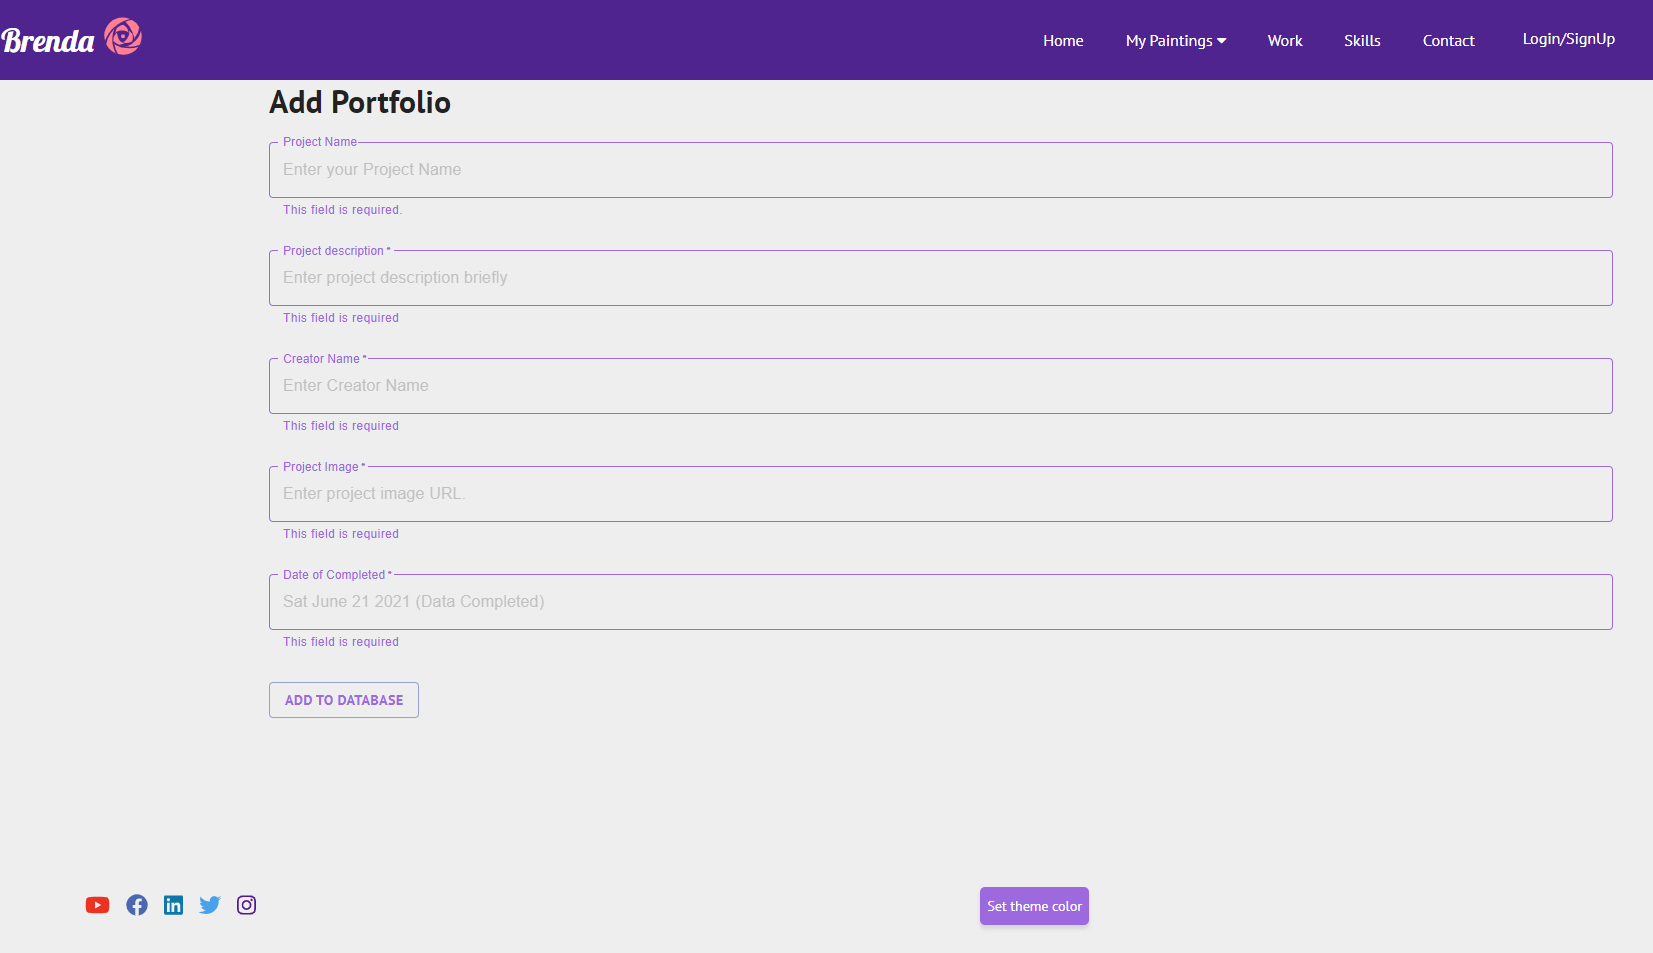 Brenda
Home My Paintings Work Skills Contact Login/SignUp
Add Portfolio
Project Name
Enter your Project Name
This field is required.
Project description *
Enter project description briefly
This field is required
Creator Name *
Enter Creator Name
This field is required
Project Image *
Enter project image URL.
This field is required
Date of Completed *
Sat June 21 2021 (Data Completed)
This field is required
ADD TO DATABASE
Set theme color